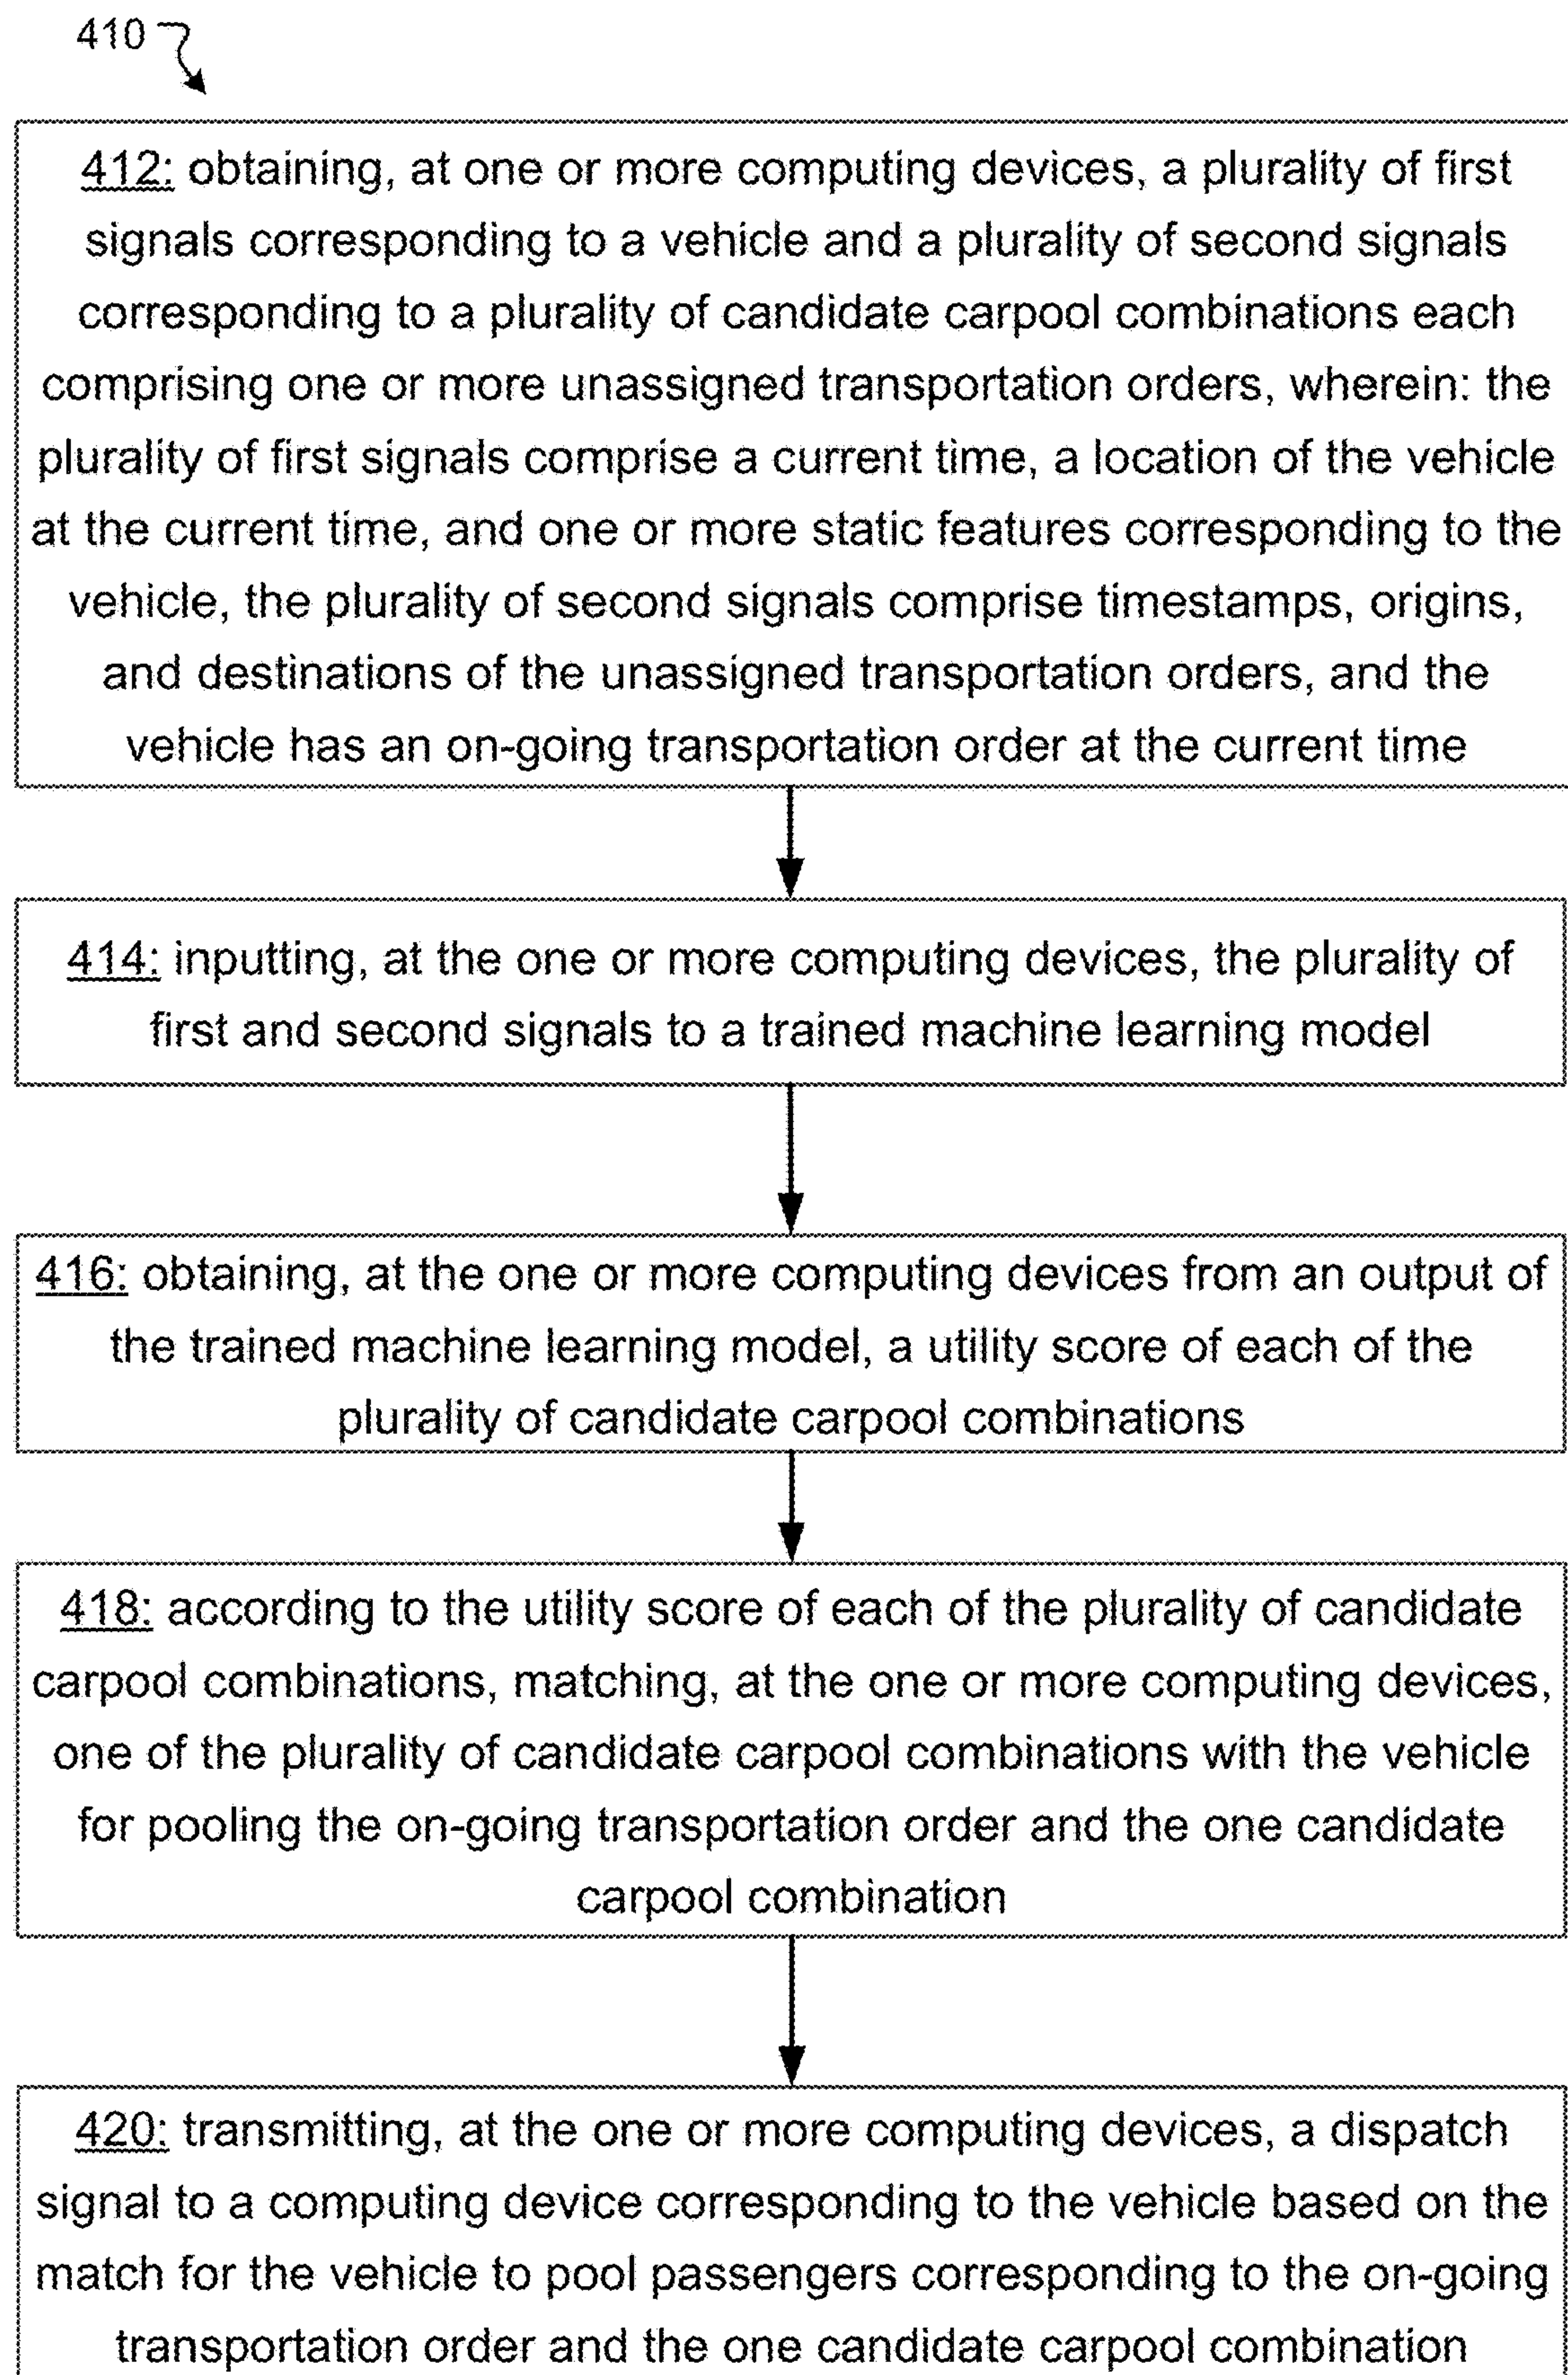 410
412: obtaining, at one or more computing devices, a plurality of first
signals corresponding to a vehicle and a plurality of second signals
corresponding to a plurality of candidate carpool combinations each
comprising one or more unassigned transportation orders, wherein: the
plurality of first signals comprise a current time, a location of the vehicle
at the current time, and one or more static features corresponding to the
vehicle, the plurality of second signals comprise timestamps, origins,
and destinations of the unassigned transportation orders, and the
vehicle has an on-going transportation order at the current time
414: inputting, at the one or more computing devices, the plurality of
first and second signals to a trained machine learning model
416: obtaining, at the one or more computing devices from an output of
the trained machine learning model, a utility score of each of the
plurality of candidate carpool combinations
418: according to the utility score of each of the plurality of candidate
carpool combinations, matching, at the one or more computing devices,
one of the plurality of candidate carpool combinations with the vehicle
for pooling the on-going transportation order and the one candidate
carpool combination
420: transmitting, at the one or more computing devices, a dispatch
signal to a computing device corresponding to the vehicle based on the
match for the vehicle to pool passengers corresponding to the on-going
transportation order and the one candidate carpool combination